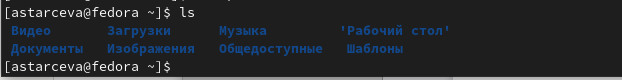 [astarceva@fedora ~]$ ls
Видео Загрузки Музыка 'Рабочий стол'
Документы Изображения Общедоступные Шаблоны
[astarceva@fedora ~]$